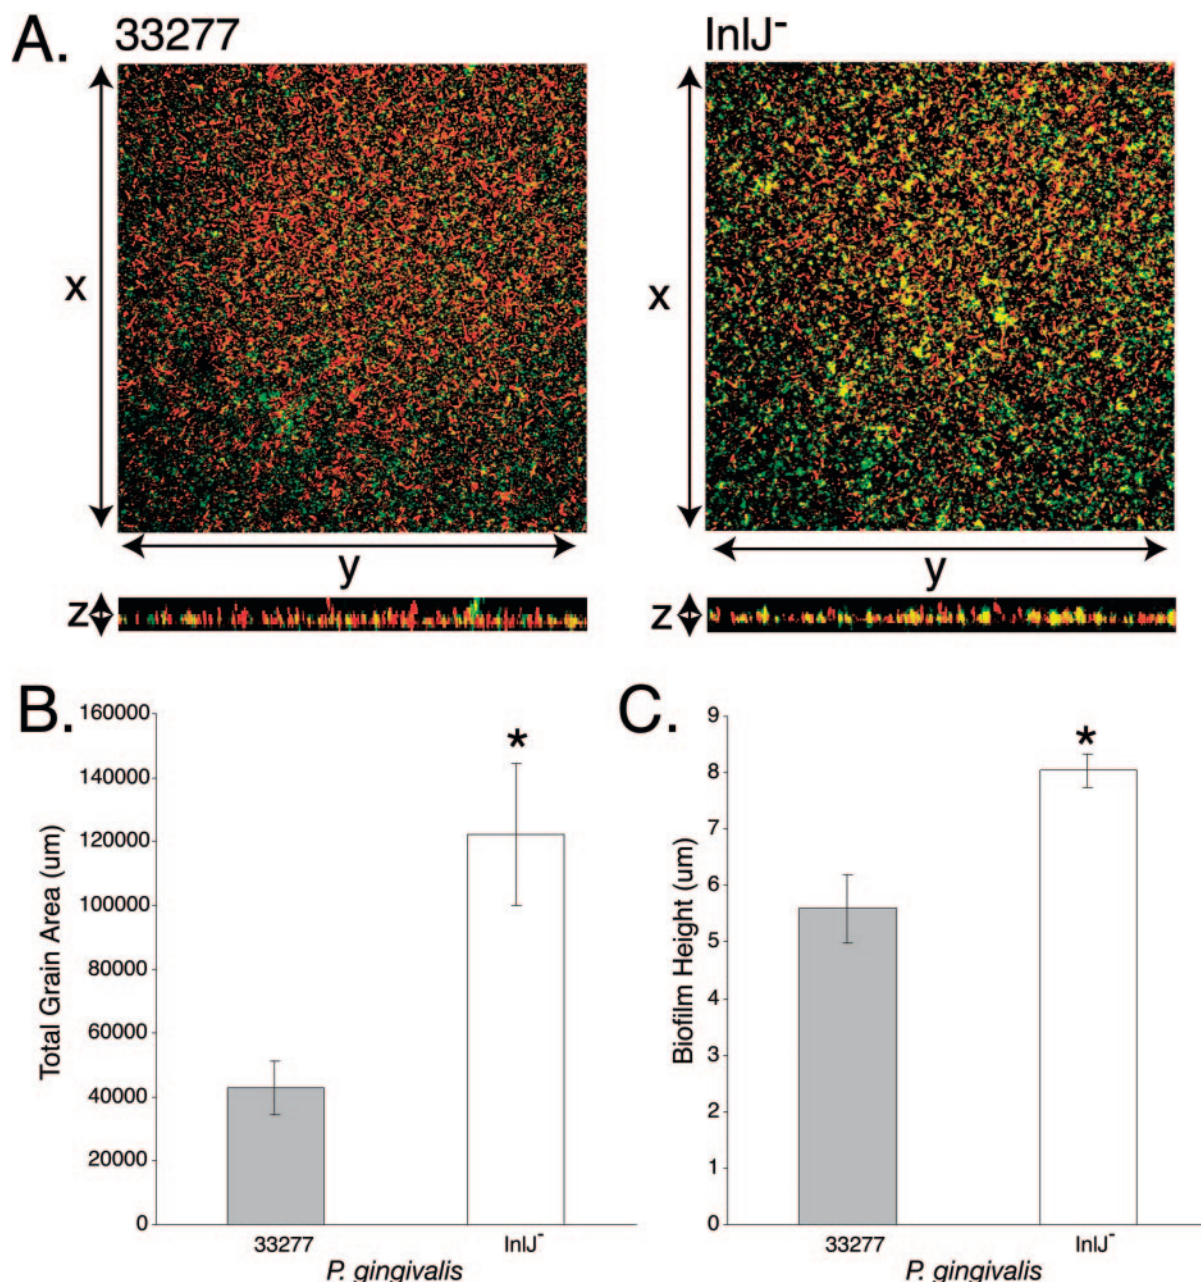 A.
33277
InlJ-
x
x
y
y
z
z
B.
160000
140000
120000
100000
80000
60000
40000
20000
0
Total Grain Area (um)
*
33277
InlJ-
P. gingivalis
C.
9
8
7
6
5
4
3
2
1
0
Biofilm Height (um)
*
33277
InlJ-
P. gingivalis